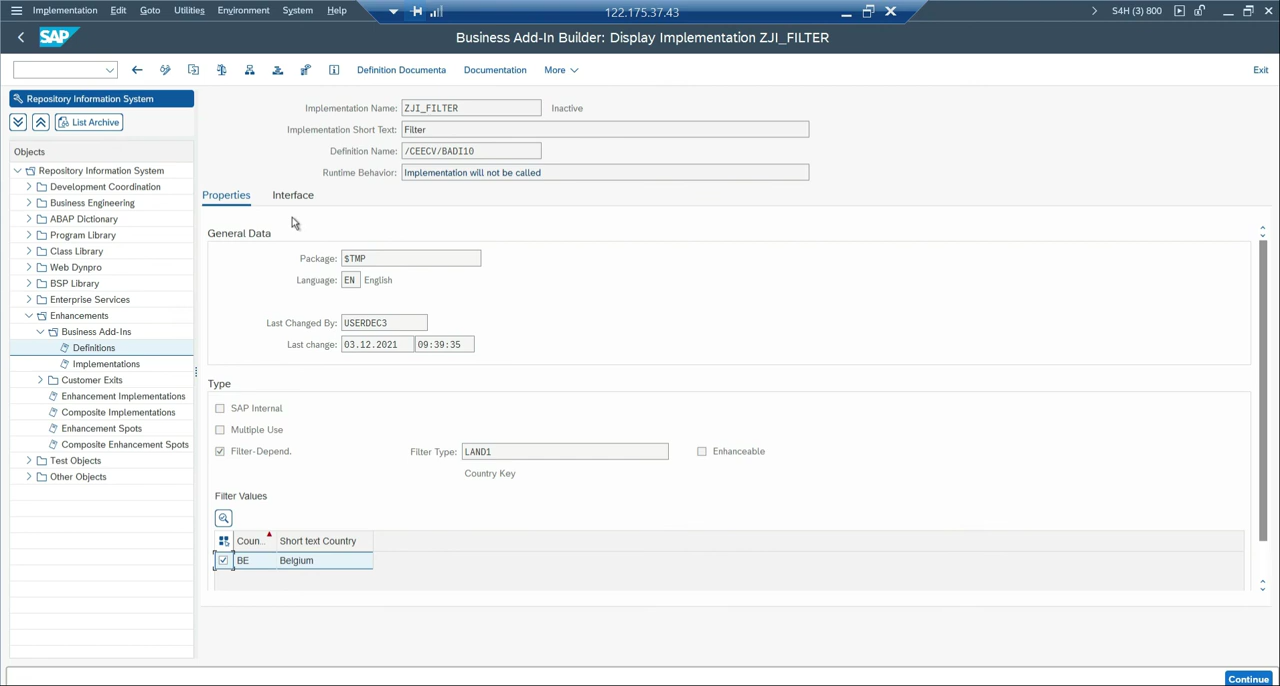 Implementation Edit Goto Utilities Environment System Help
122.175.37.43
S4H (3) 800
SAP
Business Add-In Builder: Display Implementation ZJI_FILTER
Definition Documenta Documentation More Exit
Repository Information System
List Archive
Objects
Repository Information System
Development Coordination
Business Engineering
ABAP Dictionary
Program Library
Class Library
Web Dynpro
BSP Library
Enterprise Services
Enhancements
Business Add-Ins
Definitions
Implementations
Customer Exits
Enhancement Implementations
Composite Implementations
Enhancement Spots
Composite Enhancement Spots
Test Objects
Other Objects
Implementation Name: ZJI_FILTER Inactive
Implementation Short Text: Filter
Definition Name: /CEECV/BADI10
Runtime Behavior: Implementation will not be called
Properties Interface
General Data
Package: $TMP
Language: EN English
Last Changed By: USERDEC3
Last change: 03.12.2021 09:39:35
Type
SAP Internal
Multiple Use
Filter-Depend. Filter Type: LAND1 Enhanceable
Country Key
Filter Values
Coun.. Short text Country
BE Belgium
Continue